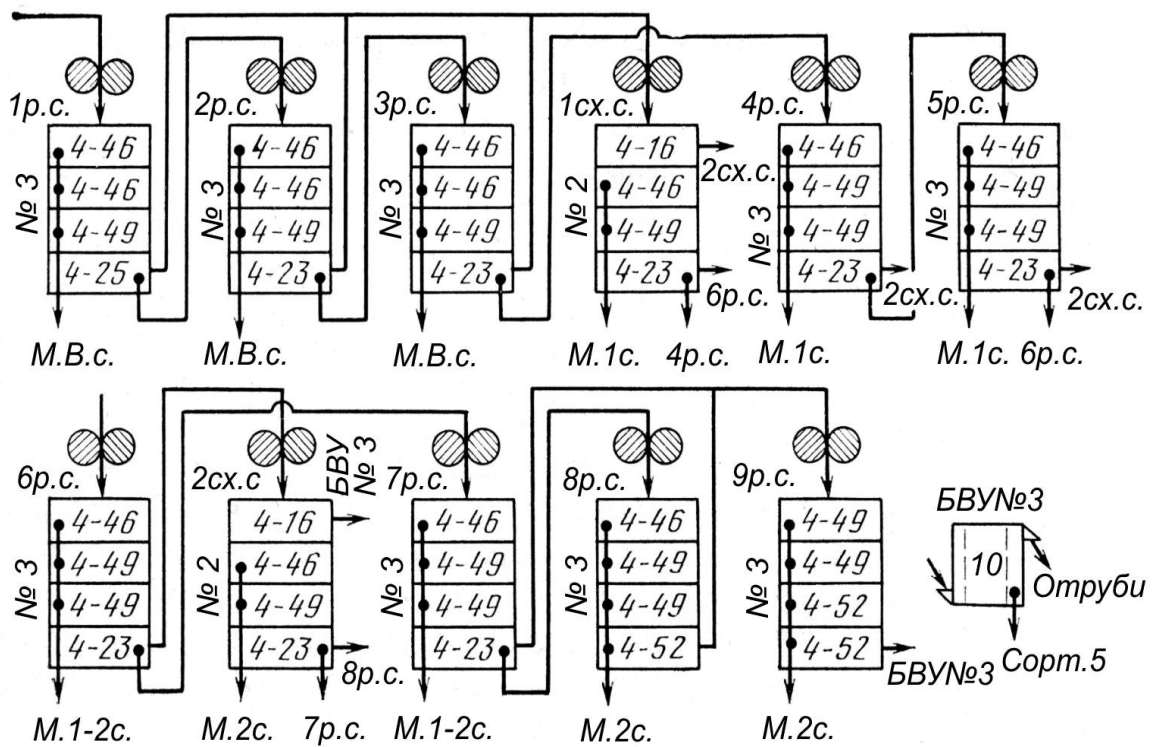 1р.с.
№ 3
4-46
4-46
4-49
4-25
М.В.с.
2р.с.
№ 3
4-46
4-46
4-49
4-23
М.В.с.
3р.с.
№ 3
4-46
4-46
4-49
4-23
М.В.с.
1сх.с.
№ 2
4-16
4-46
4-49
4-23
2сх.с.
6р.с.
М.1с.
4р.с.
4р.с.
№ 3
4-46
4-49
4-49
4-23
2сх.с.
М.1с.
5р.с.
№ 3
4-46
4-49
4-49
4-23
2сх.с.
М.1с.
6р.с.
6р.с.
№ 3
4-46
4-49
4-49
4-23
М.1-2с.
2сх.с
№ 2
4-16
4-46
4-49
4-23
БВУ
№ 3
8р.с.
М.2с.
7р.с.
7р.с.
№ 3
4-46
4-49
4-49
4-23
М.1-2с.
8р.с.
№ 3
4-46
4-49
4-49
4-52
М.2с.
9р.с.
№ 3
4-49
4-49
4-52
4-52
БВУ№3
М.2с.
БВУ№3
10
Отруби
Сорт.5